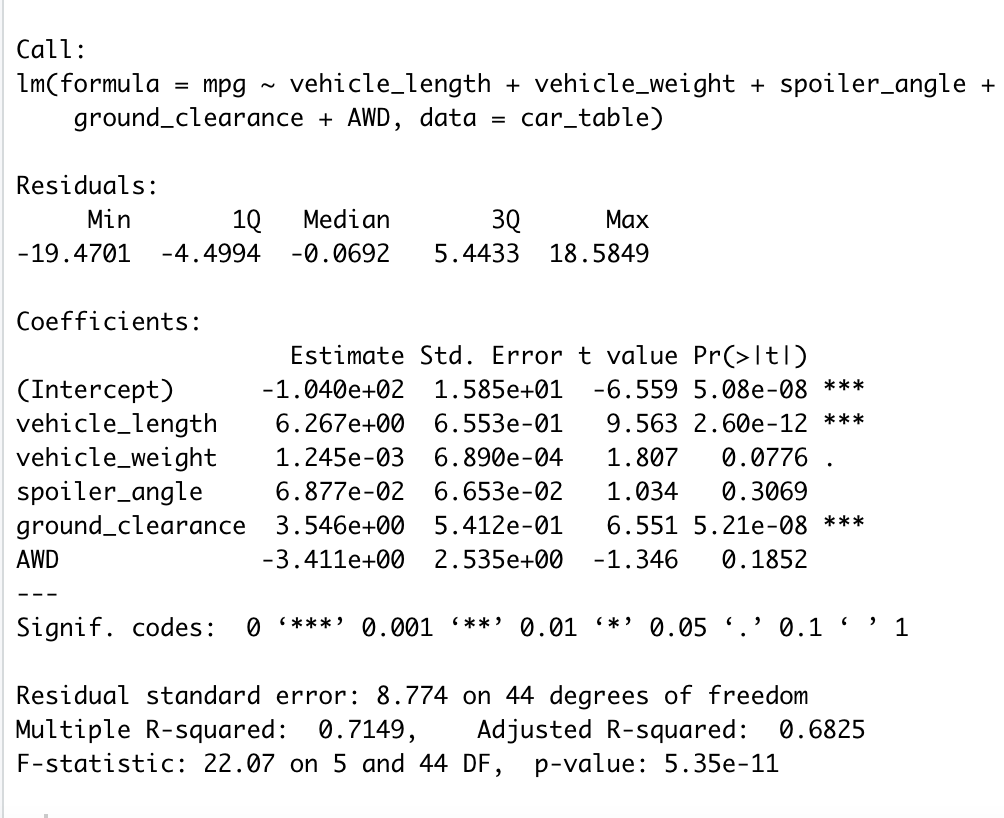 Call:
lm(formula = mpg ~ vehicle_length + vehicle_weight + spoiler_angle +
    ground_clearance + AWD, data = car_table)

Residuals:
     Min       1Q   Median       3Q      Max
-19.4701  -4.4994  -0.0692   5.4433  18.5849

Coefficients:
                   Estimate Std. Error t value Pr(>|t|)
(Intercept)      -1.040e+02  1.585e+01  -6.559 5.08e-08 ***
vehicle_length    6.267e+00  6.553e-01   9.563 2.60e-12 ***
vehicle_weight    1.245e-03  6.890e-04   1.807   0.0776 .
spoiler_angle     6.877e-02  6.653e-02   1.034   0.3069
ground_clearance  3.546e+00  5.412e-01   6.551 5.21e-08 ***
AWD              -3.411e+00  2.535e+00  -1.346   0.1852
---
Signif. codes:  0 ‘***’ 0.001 ‘**’ 0.01 ‘*’ 0.05 ‘.’ 0.1 ‘ ’ 1

Residual standard error: 8.774 on 44 degrees of freedom
Multiple R-squared:  0.7149,    Adjusted R-squared:  0.6825
F-statistic: 22.07 on 5 and 44 DF,  p-value: 5.35e-11